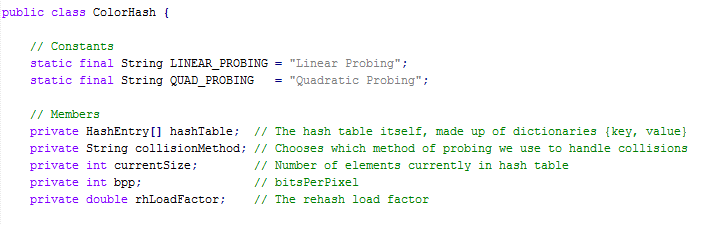 public class ColorHash {
// Constants
static final String LINEAR_PROBING = "Linear Probing";
static final String QUAD_PROBING   = "Quadratic Probing";
// Members
private HashEntry[] hashTable;  // The hash table itself, made up of dictionaries {key, value}
private String collisionMethod; // Chooses which method of probing we use to handle collisions
private int currentSize;        // Number of elements currently in hash table
private int bpp;                // bitsPerPixel
private double rhLoadFactor;    // The rehash load factor